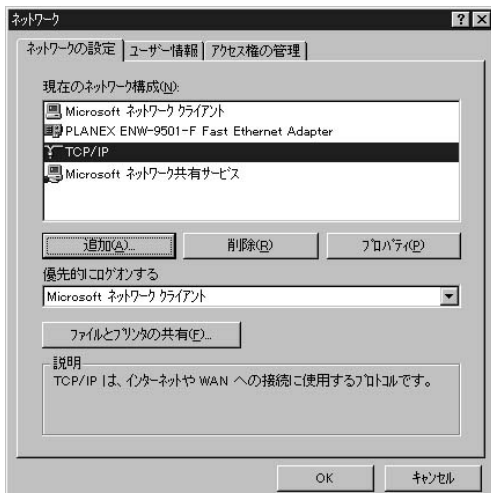 ネットワーク
ネットワークの設定 ユーザー情報 アクセス権の管理
現在のネットワーク構成(N):
Microsoft ネットワーク クライアント
PLANEX ENW-9501-F Fast Ethernet Adapter
TCP/IP
Microsoft ネットワーク共有サービス
追加(A)... 削除(R) プロパティ(P)
優先的にログオンする
Microsoft ネットワーク クライアント
ファイルとプリンタの共有(F)...
説明
TCP/IP は、インターネットや WAN への接続に使用するプロトコルです。
OK キャンセル